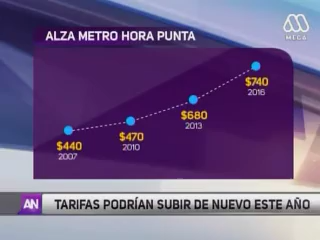 ALZA METRO HORA PUNTA
MEGA
$740
2016
$680
2013
$470
2010
$440
2007
AN
TARIFAS PODRÍAN SUBIR DE NUEVO ESTE AÑO